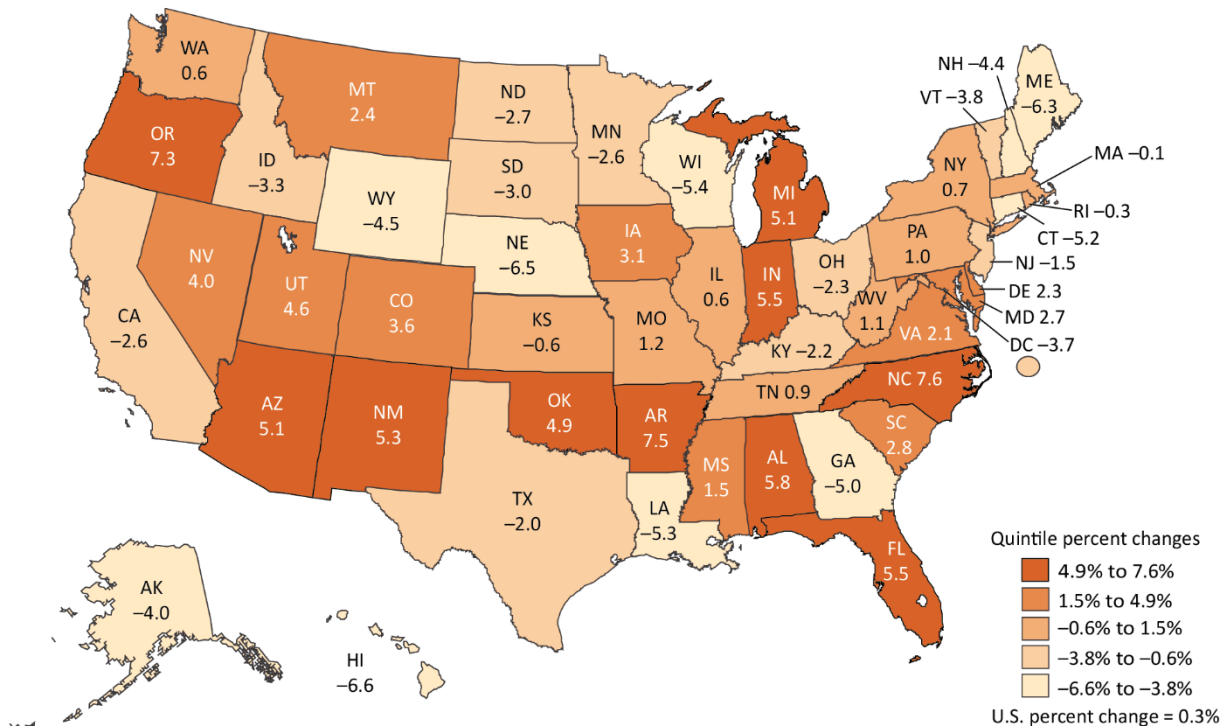 WA
0.6
OR
7.3
CA
–2.6
ID
–3.3
NV
4.0
MT
2.4
WY
–4.5
UT
4.6
CO
3.6
AZ
5.1
NM
5.3
ND
–2.7
SD
–3.0
NE
–6.5
KS
–0.6
OK
4.9
TX
–2.0
MN
–2.6
IA
3.1
MO
1.2
AR
7.5
LA
–5.3
WI
–5.4
IL
0.6
MI
5.1
IN
5.5
OH
–2.3
KY –2.2
TN 0.9
MS
1.5
AL
5.8
GA
–5.0
FL
5.5
SC
2.8
NC 7.6
VA 2.1
WV
1.1
PA
1.0
NY
0.7
ME
–6.3
NH –4.4
VT –3.8
MA –0.1
RI –0.3
CT –5.2
NJ –1.5
DE 2.3
MD 2.7
DC –3.7
AK
–4.0
HI
–6.6
Quintile percent changes
4.9% to 7.6%
1.5% to 4.9%
–0.6% to 1.5%
–3.8% to –0.6%
–6.6% to –3.8%
U.S. percent change = 0.3%